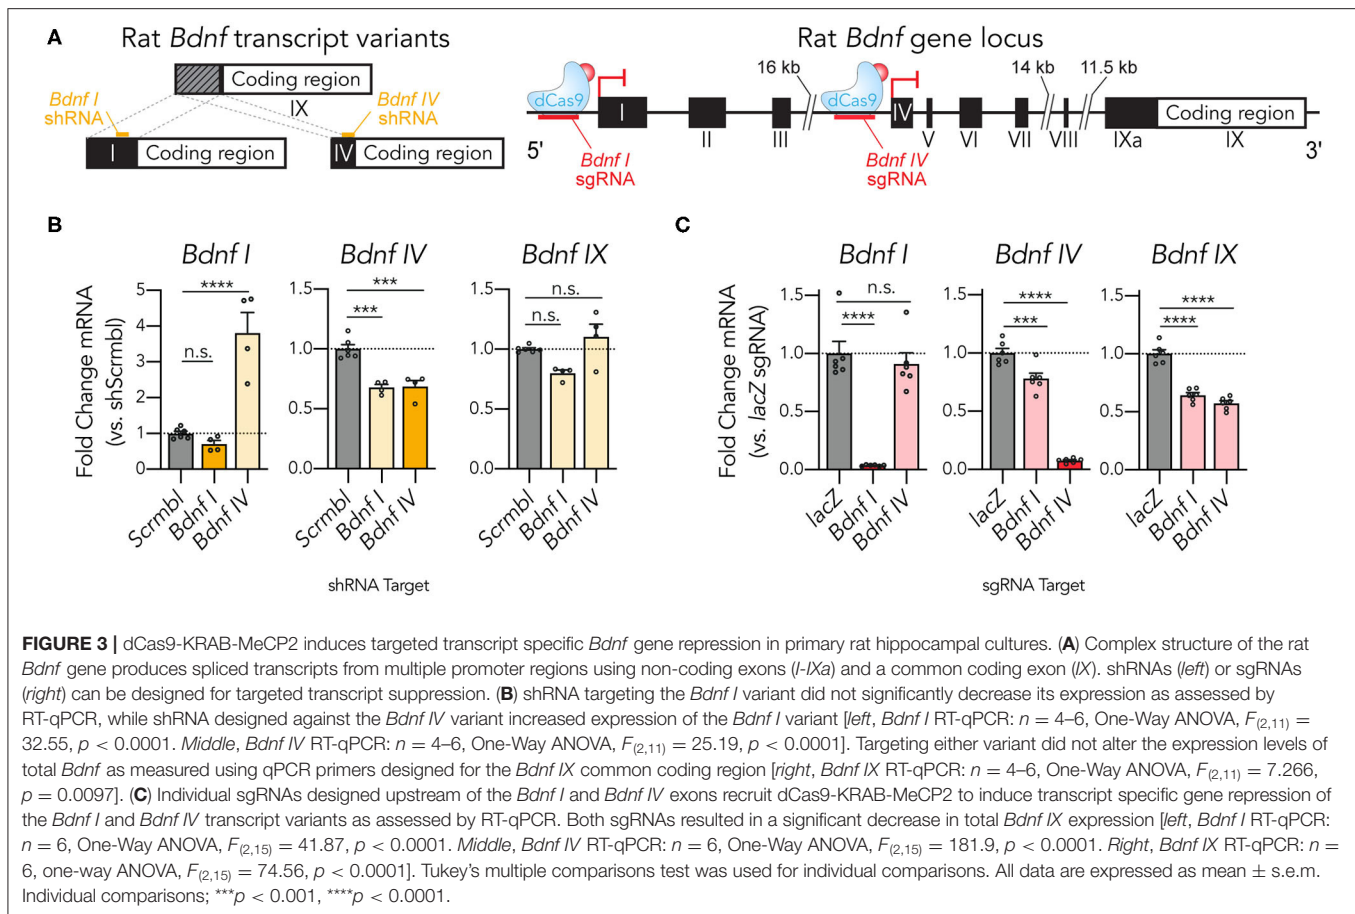 A
Rat Bdnf transcript variants
Coding region
IX
Bdnf I
shRNA
Bdnf IV
shRNA
I
Coding region
IV
Coding region
Rat Bdnf gene locus
16 kb
14 kb
11.5 kb
dCas9
dCas9
I
II
III
IV
V
VI
VII
VIII
IXa
Coding region
IX
5'
3'
Bdnf I
sgRNA
Bdnf IV
sgRNA
B
Bdnf I
Bdnf IV
Bdnf IX
Fold Change mRNA
(vs. shScrmbl)
5
4
3
2
1
0
****
n.s.
Scrmbl
Bdnf I
Bdnf IV
1.5
1.0
0.5
0.0
***
***
Scrmbl
Bdnf I
Bdnf IV
1.5
1.0
0.5
0.0
n.s.
n.s.
Scrmbl
Bdnf I
Bdnf IV
shRNA Target
C
Bdnf I
Bdnf IV
Bdnf IX
Fold Change mRNA
(vs. lacZ sgRNA)
1.5
1.0
0.5
0.0
n.s.
****
lacZ
Bdnf I
Bdnf IV
1.5
1.0
0.5
0.0
****
***
lacZ
Bdnf I
Bdnf IV
1.5
1.0
0.5
0.0
****
****
lacZ
Bdnf I
Bdnf IV
sgRNA Target
FIGURE 3 | dCas9-KRAB-MeCP2 induces targeted transcript specific Bdnf gene repression in primary rat hippocampal cultures. (A) Complex structure of the rat
Bdnf gene produces spliced transcripts from multiple promoter regions using non-coding exons (I-IXa) and a common coding exon (IX). shRNAs (left) or sgRNAs
(right) can be designed for targeted transcript suppression. (B) shRNA targeting the Bdnf I variant did not significantly decrease its expression as assessed by
RT-qPCR, while shRNA designed against the Bdnf IV variant increased expression of the Bdnf I variant [left, Bdnf I RT-qPCR: n = 4–6, One-Way ANOVA, F(2,11) =
32.55, p < 0.0001. Middle, Bdnf IV RT-qPCR: n = 4–6, One-Way ANOVA, F(2,11) = 25.19, p < 0.0001]. Targeting either variant did not alter the expression levels of
total Bdnf as measured using qPCR primers designed for the Bdnf IX common coding region [right, Bdnf IX RT-qPCR: n = 4–6, One-Way ANOVA, F(2,11) = 7.266,
p = 0.0097]. (C) Individual sgRNAs designed upstream of the Bdnf I and Bdnf IV exons recruit dCas9-KRAB-MeCP2 to induce transcript specific gene repression of
the Bdnf I and Bdnf IV transcript variants as assessed by RT-qPCR. Both sgRNAs resulted in a significant decrease in total Bdnf IX expression [left, Bdnf I RT-qPCR:
n = 6, One-Way ANOVA, F(2,15) = 41.87, p < 0.0001. Middle, Bdnf IV RT-qPCR: n = 6, One-Way ANOVA, F(2,15) = 181.9, p < 0.0001. Right, Bdnf IX RT-qPCR: n =
6, one-way ANOVA, F(2,15) = 74.56, p < 0.0001]. Tukey's multiple comparisons test was used for individual comparisons. All data are expressed as mean ± s.e.m.
Individual comparisons; ***p < 0.001, ****p < 0.0001.